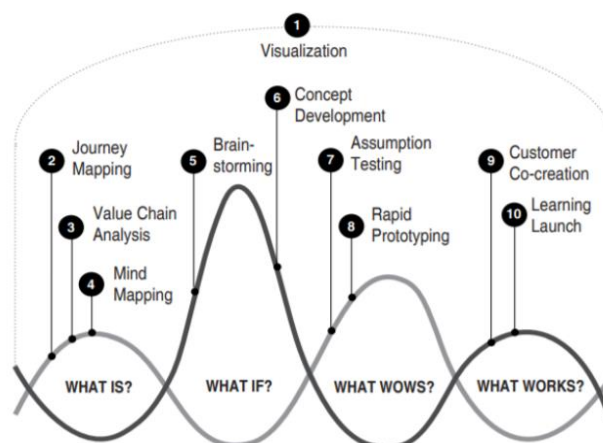 1
Visualization
2
Journey
Mapping
3
Value Chain
Analysis
4
Mind
Mapping
5
Brain-
storming
6
Concept
Development
7
Assumption
Testing
8
Rapid
Prototyping
9
Customer
Co-creation
10
Learning
Launch
WHAT IS?
WHAT IF?
WHAT WOWS?
WHAT WORKS?